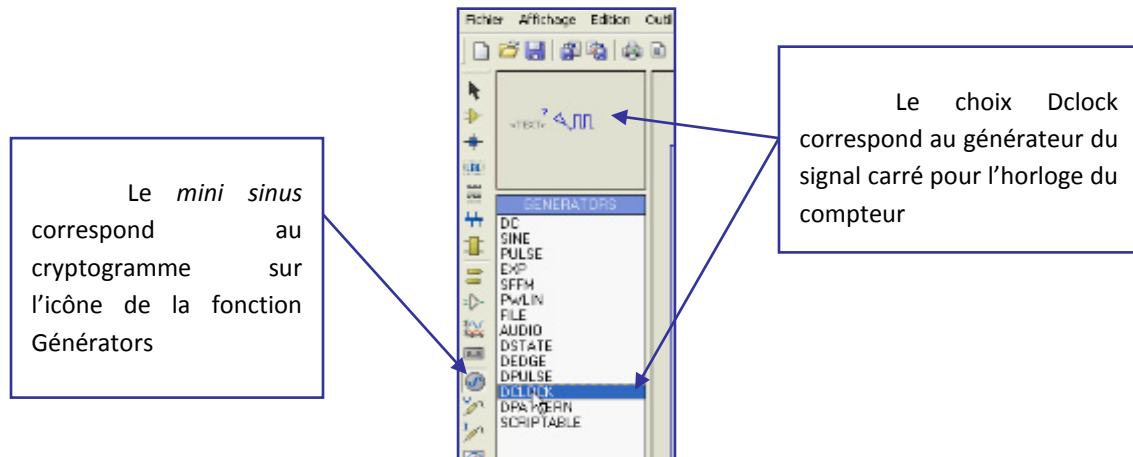 Fichier Affichage Edition Outi
Le mini sinus
correspond au
cryptogramme sur
l'icône de la fonction
Générators
Le choix Dclock
correspond au générateur du
signal carré pour l'horloge du
compteur
<TEXT> ?
LBL
GENERATORS
DC
SINE
PULSE
EXP
SFFM
PWLIN
FILE
AUDIO
DSTATE
DEDGE
DPULSE
DCLOCK
DPATTERN
SCRIPTABLE